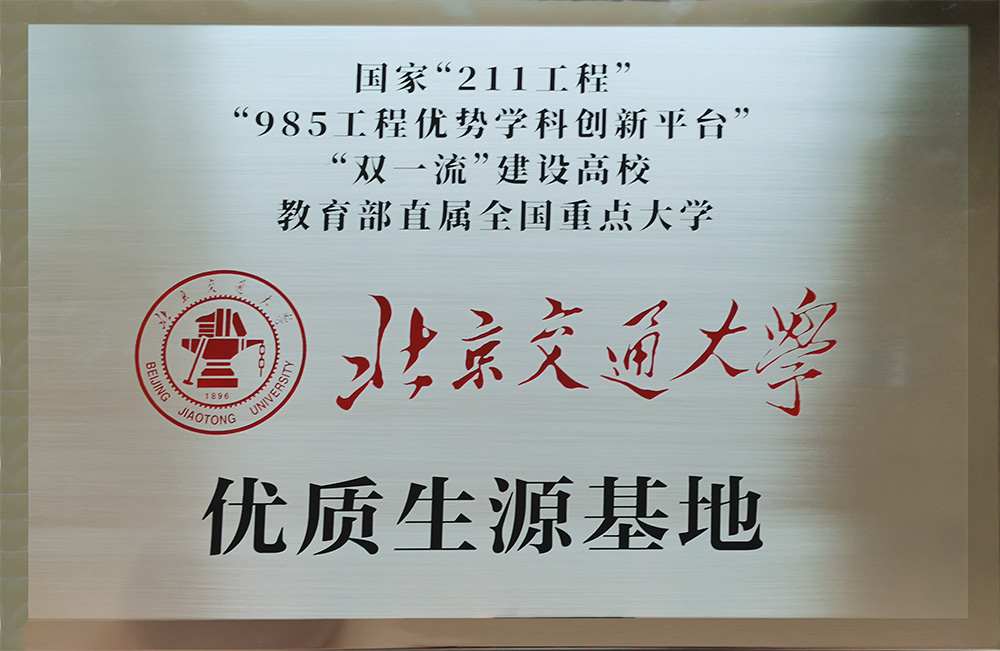 国家“211工程”
“985工程优势学科创新平台”
“双一流”建设高校
教育部直属全国重点大学
北京交通大學
北京交通大學
1896
BEIJING JIAOTONG UNIVERSITY
优质生源基地